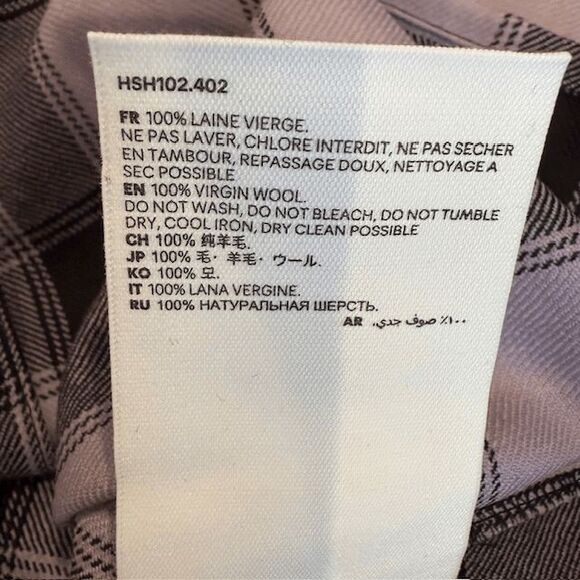 HSH102.402
FR 100% LAINE VIERGE.
NE PAS LAVER, CHLORE INTERDIT, NE PAS SECHER
EN TAMBOUR, REPASSAGE DOUX, NETTOYAGE A
SEC POSSIBLE
EN 100% VIRGIN WOOL.
DO NOT WASH, DO NOT BLEACH, DO NOT TUMBLE
DRY, COOL IRON, DRY CLEAN POSSIBLE
CH 100% 纯羊毛.
JP 100% 毛・羊毛・ウール.
KO 100% 모.
IT 100% LANA VERGINE.
RU 100% НАТУРАЛЬНАЯ ШЕРСТЬ.
AR ١٠٠٪ صوف جدي.